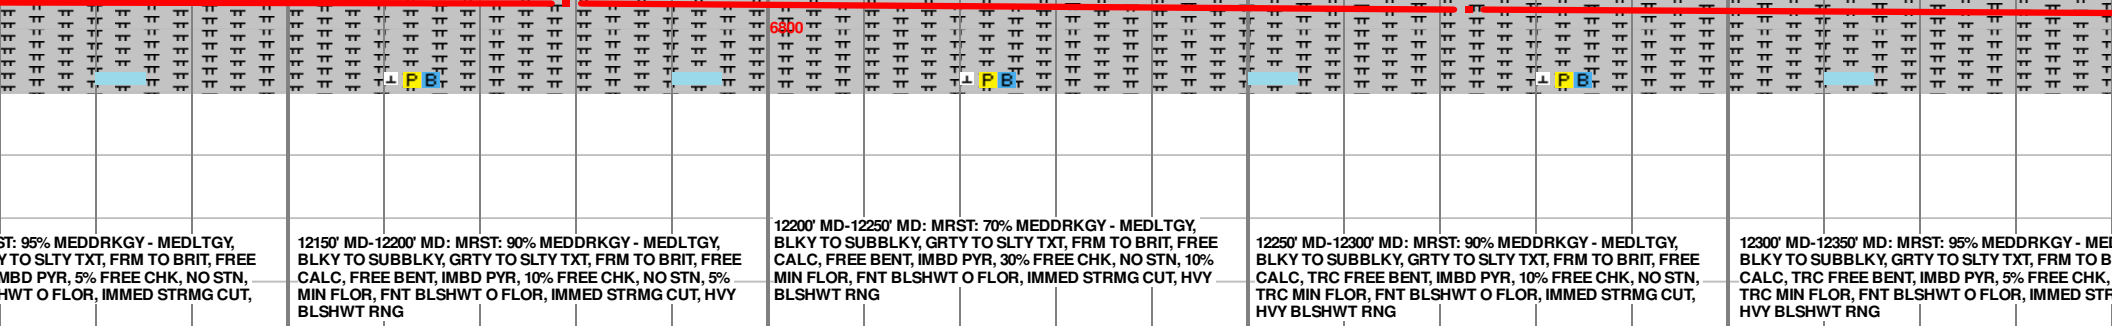 6800
P B
P B
P B
ST: 95% MEDDRKGY - MEDLTGY,
Y TO SLTY TXT, FRM TO BRIT, FREE
MBD PYR, 5% FREE CHK, NO STN,
HWT O FLOR, IMMED STRMG CUT,
12150' MD-12200' MD: MRST: 90% MEDDRKGY - MEDLTGY,
BLKY TO SUBBLKY, GRTY TO SLTY TXT, FRM TO BRIT, FREE
CALC, FREE BENT, IMBD PYR, 10% FREE CHK, NO STN, 5%
MIN FLOR, FNT BLSHWT O FLOR, IMMED STRMG CUT, HVY
BLSHWT RNG
12200' MD-12250' MD: MRST: 70% MEDDRKGY - MEDLTGY,
BLKY TO SUBBLKY, GRTY TO SLTY TXT, FRM TO BRIT, FREE
CALC, FREE BENT, IMBD PYR, 30% FREE CHK, NO STN, 10%
MIN FLOR, FNT BLSHWT O FLOR, IMMED STRMG CUT, HVY
BLSHWT RNG
12250' MD-12300' MD: MRST: 90% MEDDRKGY - MEDLTGY,
BLKY TO SUBBLKY, GRTY TO SLTY TXT, FRM TO BRIT, FREE
CALC, TRC FREE BENT, IMBD PYR, 10% FREE CHK, NO STN,
TRC MIN FLOR, FNT BLSHWT O FLOR, IMMED STRMG CUT,
HVY BLSHWT RNG
12300' MD-12350' MD: MRST: 95% MEDDRKGY - MED
BLKY TO SUBBLKY, GRTY TO SLTY TXT, FRM TO B
CALC, TRC FREE BENT, IMBD PYR, 5% FREE CHK,
TRC MIN FLOR, FNT BLSHWT O FLOR, IMMED STR
HVY BLSHWT RNG